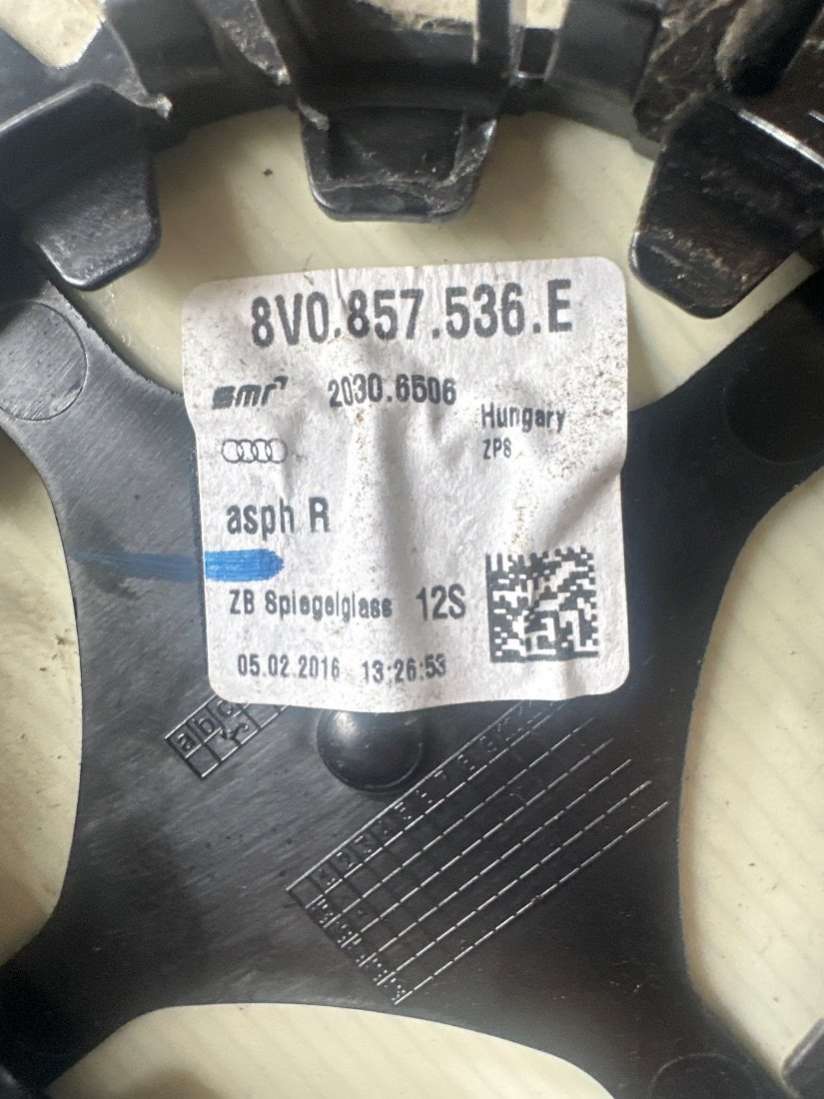 8V0.857.536.E
smr 2030.6506
Hungary
ZP8
asph R
ZB Spiegelglass 12S
05.02.2016 13:26:53
a b c